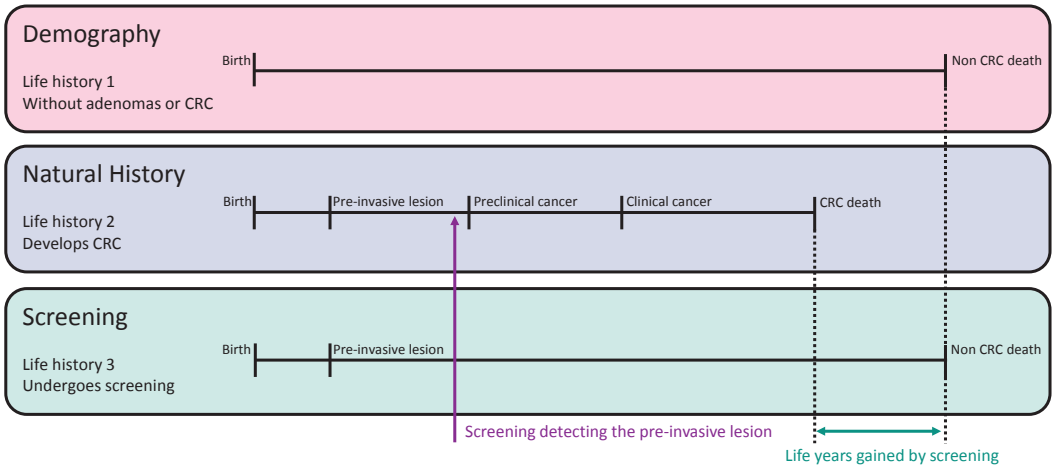 Demography
Birth
Non CRC death
Life history 1
Without adenomas or CRC
Natural History
Birth
Pre-invasive lesion
Preclinical cancer
Clinical cancer
CRC death
Life history 2
Develops CRC
Screening
Birth
Pre-invasive lesion
Non CRC death
Life history 3
Undergoes screening
Screening detecting the pre-invasive lesion
Life years gained by screening